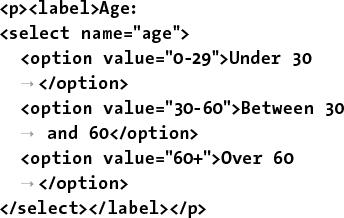 <p><label>Age:
<select name="age">
<option value="0-29">Under 30
→</option>
<option value="30-60">Between 30
→ and 60</option>
<option value="60+">Over 60
→</option>
</select></label></p>